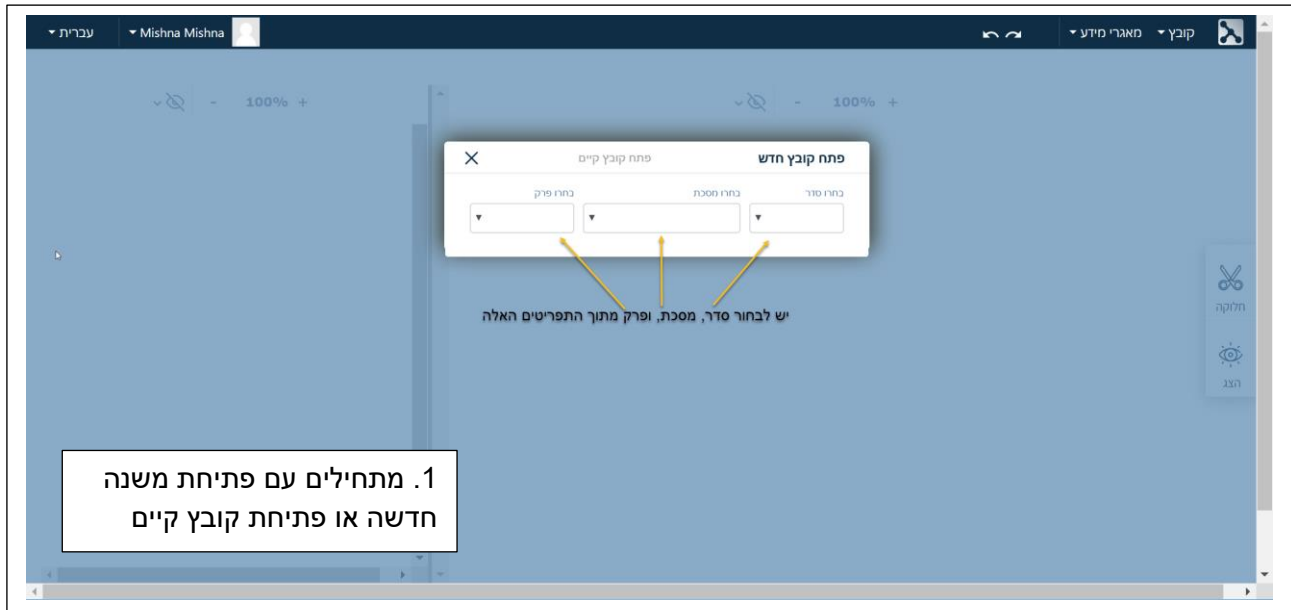 קובץ מאגרי מידע Mishna Mishna עברית
+ 100% - + 100% -
פתח קובץ חדש פתח קובץ קיים
בחרו סדר בחרו מסכת בחרו פרק
יש לבחור סדר, מסכת, ופרק מתוך התפריטים האלה
חלוקה
הצג
1. מתחילים עם פתיחת משנה
חדשה או פתיחת קובץ קיים